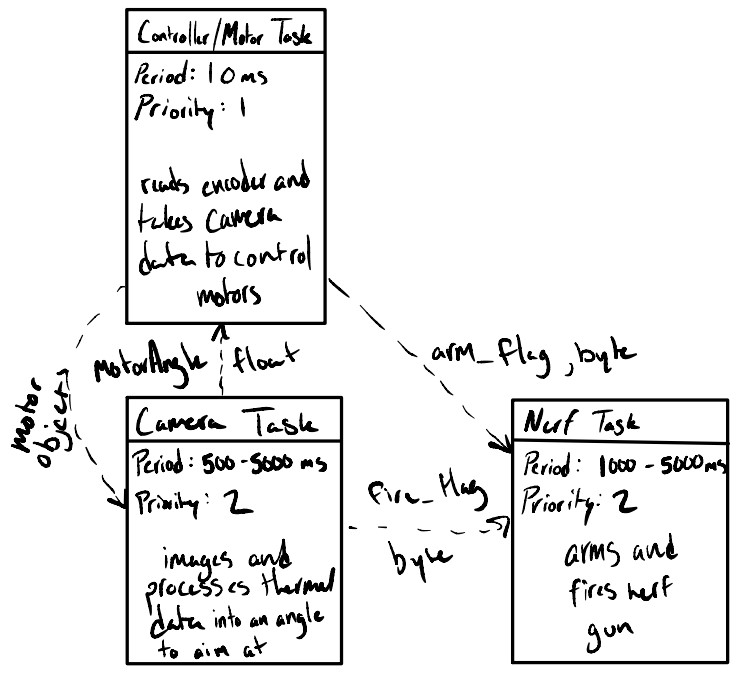 Controller/Motor Task
Period: 10 ms
Priority: 1
reads encoder and
takes camera
data to control
motors
motor
objects
motorAngle
float
arm_flag, byte
Camera Task
Period: 500-5000 ms
Priority: 2
images and
processes thermal
data into an angle
to aim at
fire_flag
byte
Nerf Task
Period: 1000-5000ms
Priority: 2
arms and
fires nerf
gun